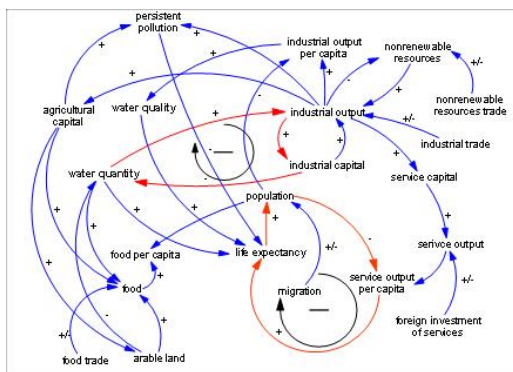 persistent
pollution
industrial output
per capita
nonrenewable
resources
agricultural
capital
water quality
industrial output
nonrenewable
resources trade
industrial trade
water quantity
industrial capital
service capital
population
food per capita
life expectancy
serivce output
food
migration
service output
per capita
foreign investment
of services
food trade
arable land
+
+
+
+
-
+/-
+
-
+
+
+/-
+
+
+
-
-
+
+
+
+
+
+
+
+/-
-
+
+
+
+
-
+/-
+
+
+